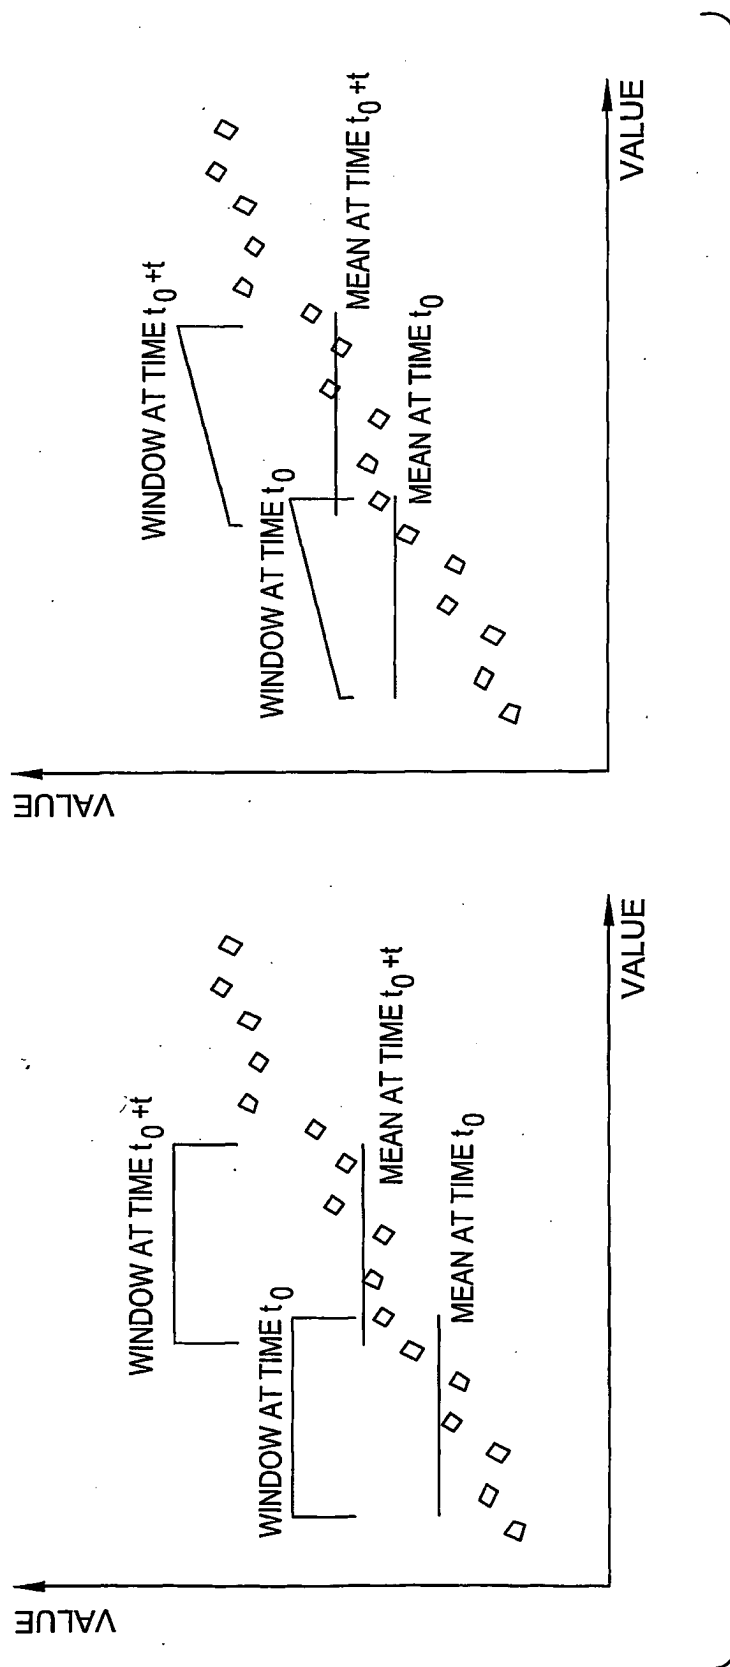 VALUE
WINDOW AT TIME t0+t
WINDOW AT TIME t0
MEAN AT TIME t0+t
MEAN AT TIME t0
VALUE
VALUE
WINDOW AT TIME t0+t
WINDOW AT TIME t0
MEAN AT TIME t0+t
MEAN AT TIME t0
VALUE